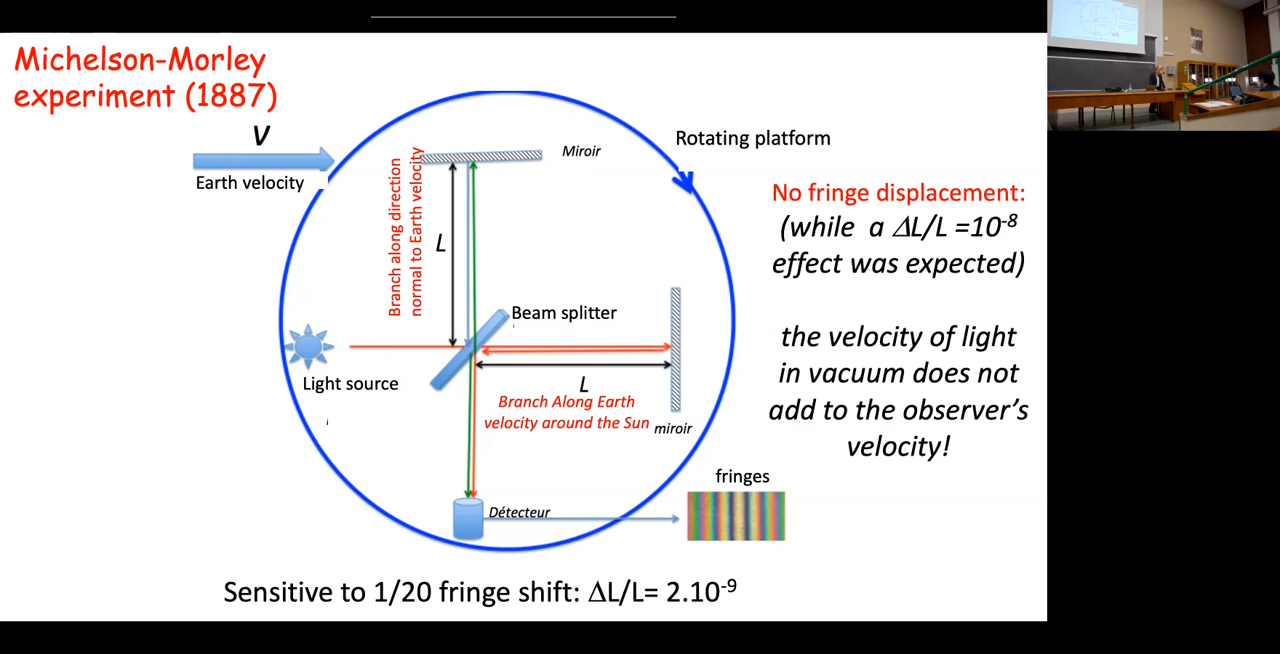 Michelson-Morley
experiment (1887)
V
Earth velocity
Branch along direction
normal to Earth velocity
Miroir
Rotating platform
L
No fringe displacement:
(while a ΔL/L =10⁻⁸
effect was expected)
Beam splitter
the velocity of light
in vacuum does not
add to the observer's
velocity!
Light source
L
Branch Along Earth
velocity around the Sun
miroir
fringes
Détecteur
Sensitive to 1/20 fringe shift: ΔL/L= 2.10⁻⁹